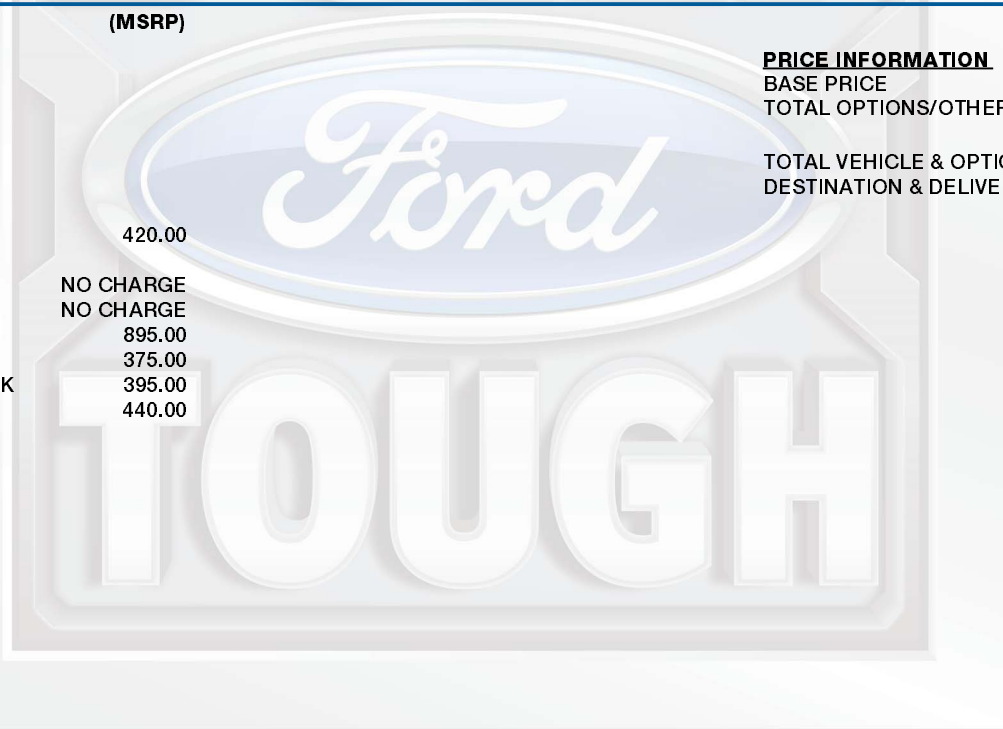 (MSRP)
420.00
NO CHARGE
NO CHARGE
895.00
375.00
K 395.00
440.00
PRICE INFORMATION
BASE PRICE
TOTAL OPTIONS/OTHER
TOTAL VEHICLE & OPTIO
DESTINATION & DELIVE
Ford
TOUGH